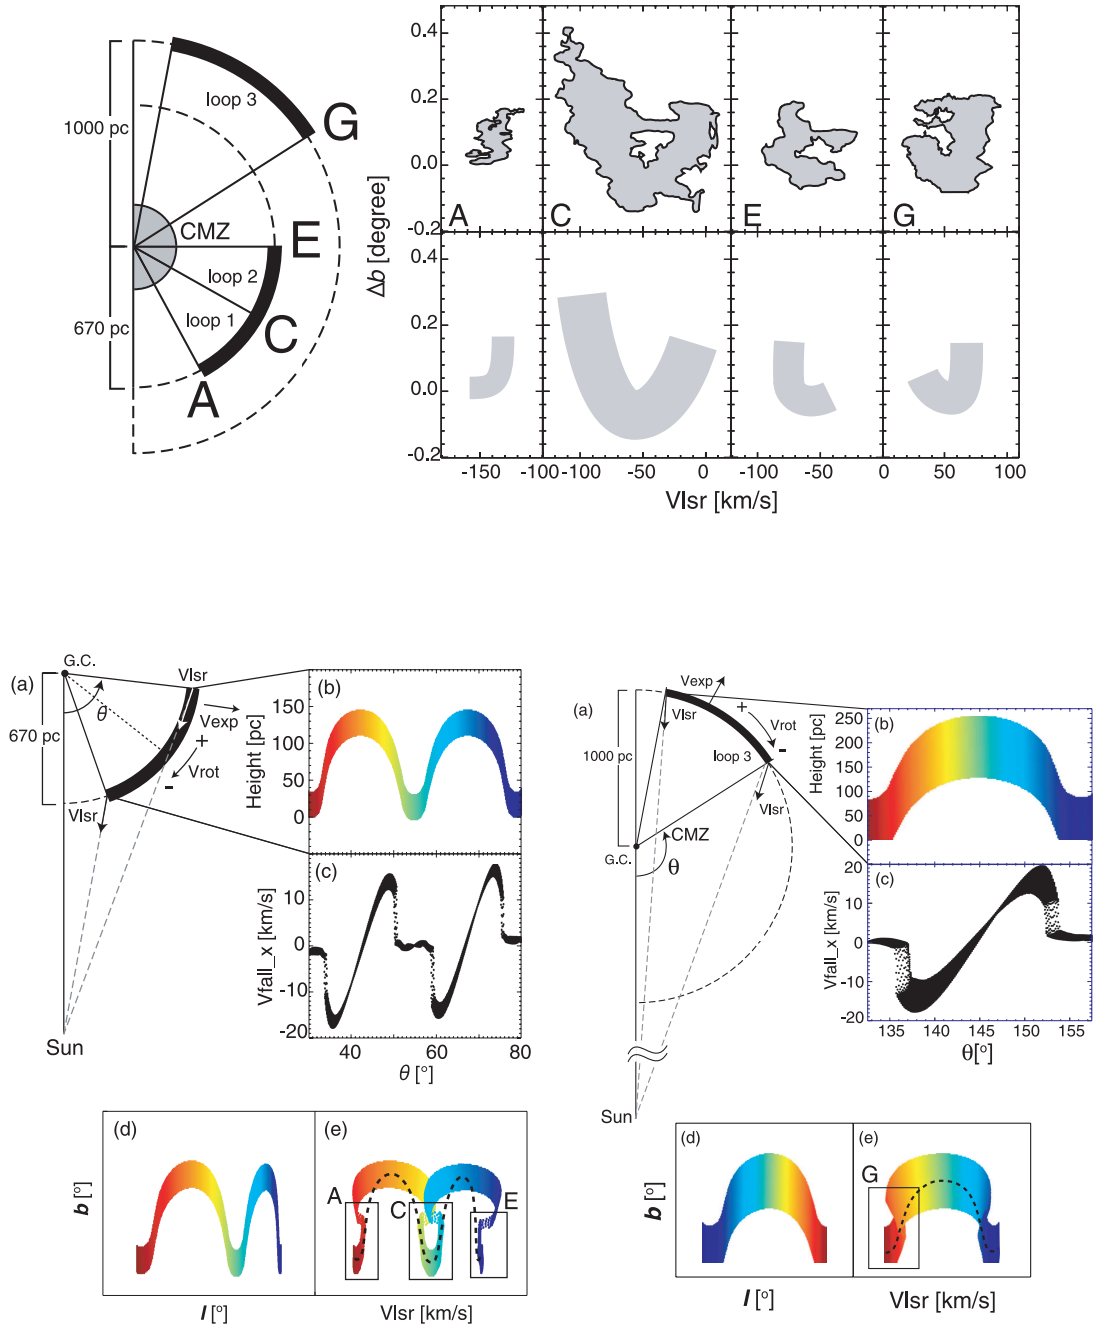 loop 3
G
1000 pc
CMZ
E
loop 2
loop 1
670 pc
C
A
Δb [degree]
0.4
0.2
0.0
-0.2
A
C
E
G
0.4
0.2
0.0
-0.2
-150
-100
-100
-50
0
-100
-50
0
50
100
Vlsr [km/s]
(a)
G.C.
Vlsr
θ
Vexp
+
Vrot
-
670 pc
Vlsr
Sun
(b)
Height [pc]
150
100
50
0
(c)
Vfall_x [km/s]
10
0
-10
-20
40
60
80
θ [°]
(d)
b [°]
l [°]
(e)
A
C
E
Vlsr [km/s]
(a)
Vexp
+
Vlsr
Vrot
-
1000 pc
loop 3
Vlsr
CMZ
G.C.
θ
Sun
(b)
Height [pc]
250
200
150
100
50
0
(c)
Vfall_x [km/s]
20
10
0
-10
-20
135
140
145
150
155
θ[°]
(d)
b [°]
l [°]
(e)
G
Vlsr [km/s]